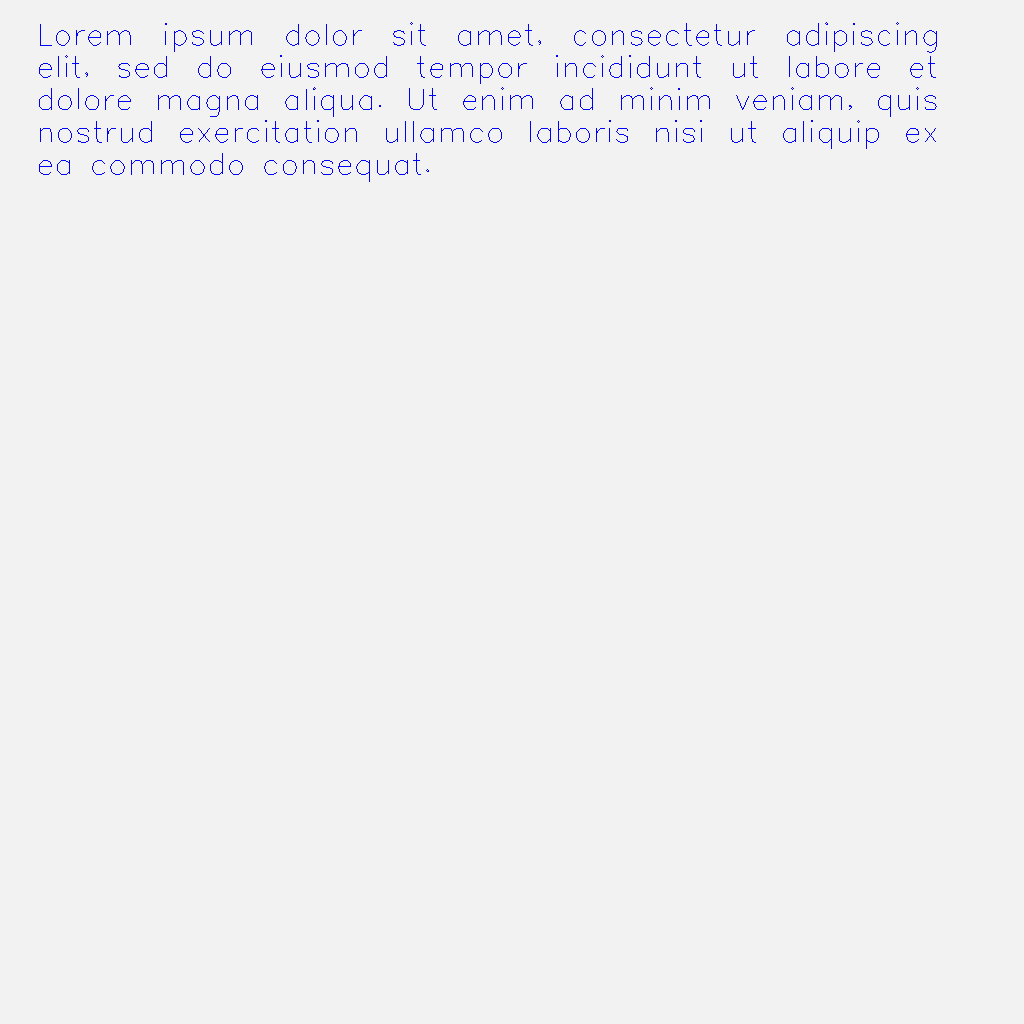 Lorem ipsum dolor sit amet, consectetur adipiscing
elit, sed do eiusmod tempor incididunt ut labore et
dolore magna aliqua. Ut enim ad minim veniam, quis
nostrud exercitation ullamco laboris nisi ut aliquip ex
ea commodo consequat.